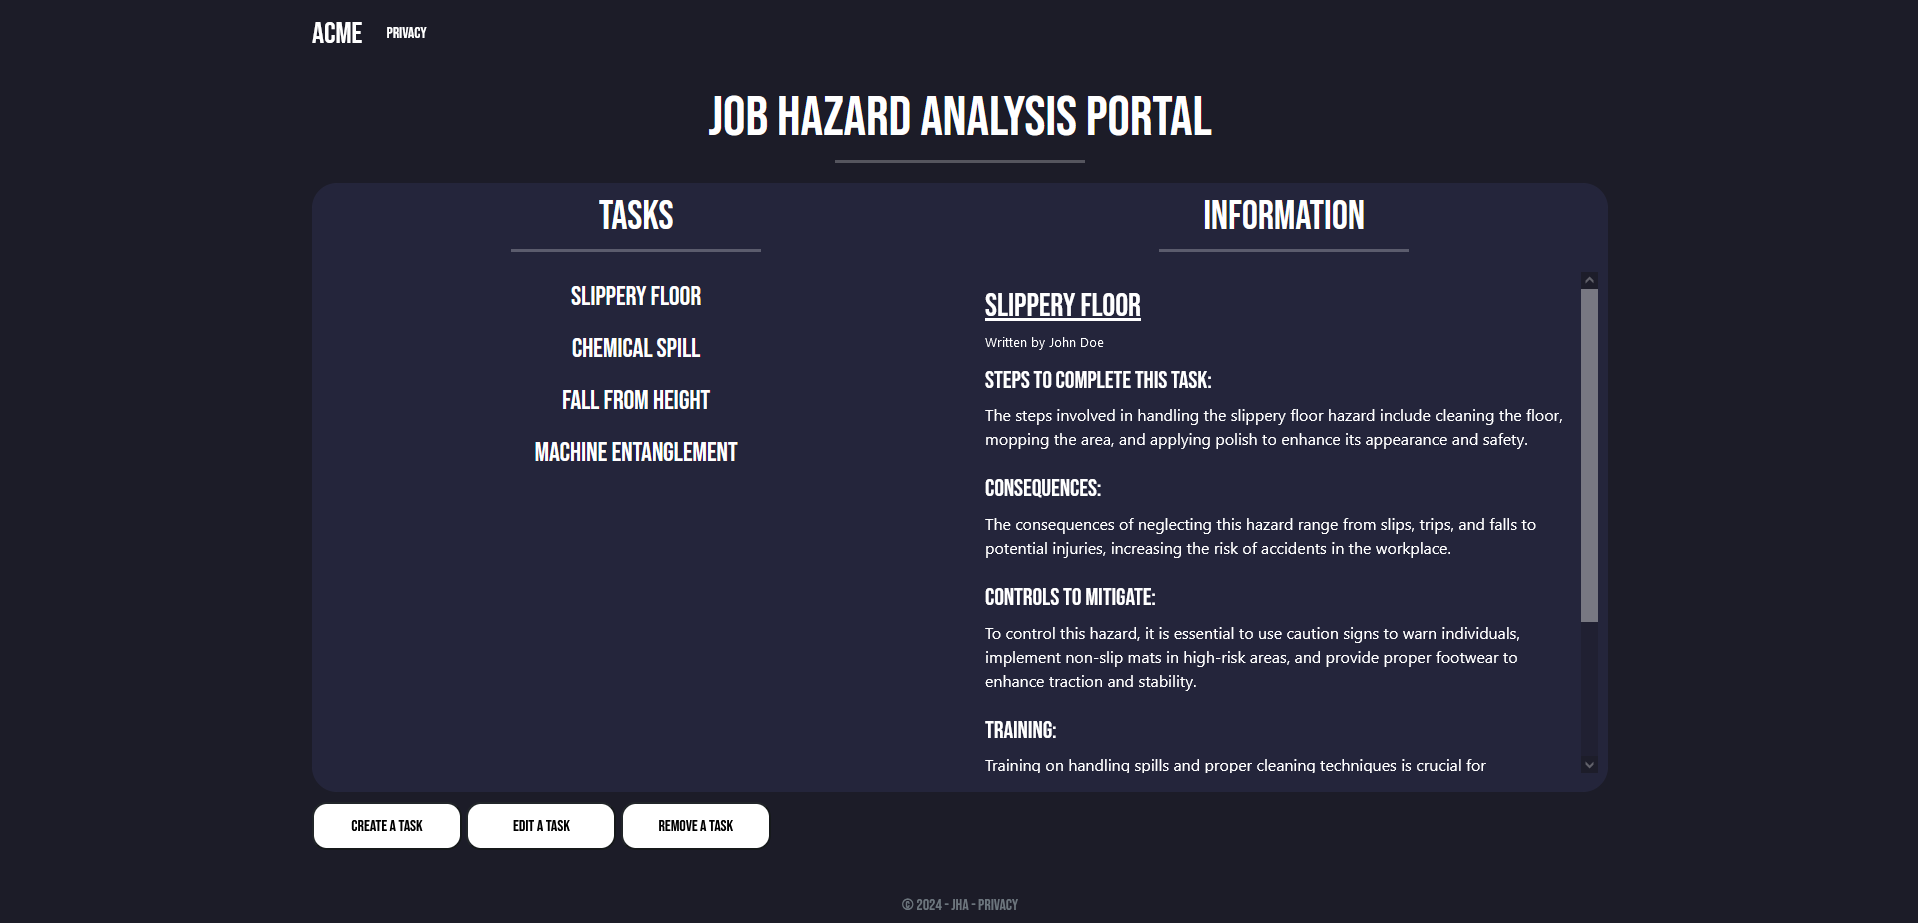 ACME PRIVACY
JOB HAZARD ANALYSIS PORTAL
TASKS
SLIPPERY FLOOR
CHEMICAL SPILL
FALL FROM HEIGHT
MACHINE ENTANGLEMENT
INFORMATION
SLIPPERY FLOOR
Written by John Doe
STEPS TO COMPLETE THIS TASK:
The steps involved in handling the slippery floor hazard include cleaning the floor,
mopping the area, and applying polish to enhance its appearance and safety.
CONSEQUENCES:
The consequences of neglecting this hazard range from slips, trips, and falls to
potential injuries, increasing the risk of accidents in the workplace.
CONTROLS TO MITIGATE:
To control this hazard, it is essential to use caution signs to warn individuals,
implement non-slip mats in high-risk areas, and provide proper footwear to
enhance traction and stability.
TRAINING:
Training on handling spills and proper cleaning techniques is crucial for
CREATE A TASK
EDIT A TASK
REMOVE A TASK
© 2024 - JHA - PRIVACY